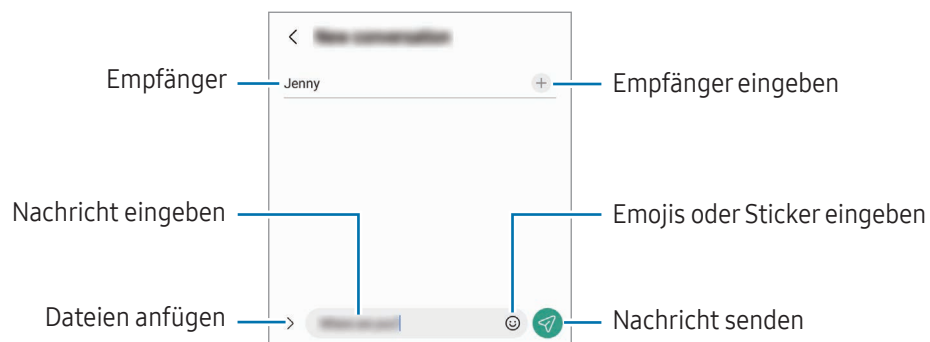 Empfänger
Jenny
Empfänger eingeben
Nachricht eingeben
Emojis oder Sticker eingeben
Dateien anfügen
Nachricht senden